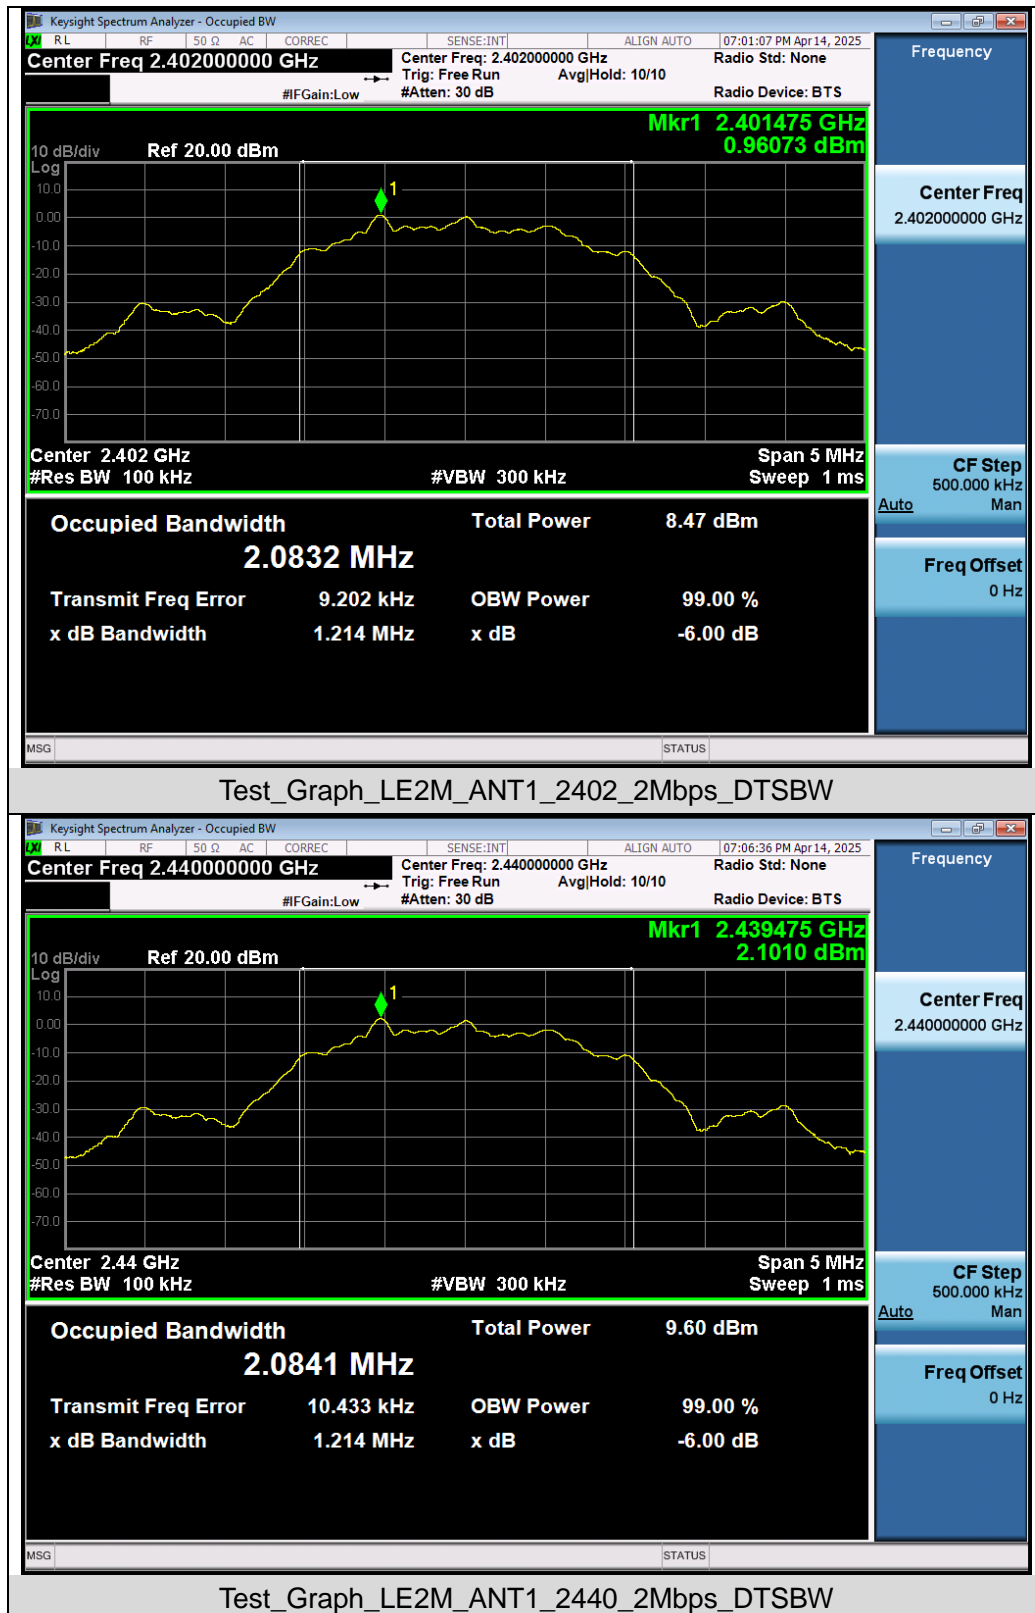 Keysight Spectrum Analyzer - Occupied BW
LXI RL RF 50 Ω AC CORREC SENSE:INT ALIGN AUTO 07:01:07 PM Apr 14, 2025
Center Freq 2.402000000 GHz
Center Freq: 2.402000000 GHz Radio Std: None
Trig: Free Run Avg|Hold: 10/10
#IFGain:Low #Atten: 30 dB Radio Device: BTS
Frequency
Mkr1 2.401475 GHz
0.96073 dBm
10 dB/div Ref 20.00 dBm
Log
10.0
1
0.00
-10.0
-20.0
-30.0
-40.0
-50.0
-60.0
-70.0
Center Freq
2.402000000 GHz
Center 2.402 GHz Span 5 MHz
#Res BW 100 kHz #VBW 300 kHz Sweep 1 ms
CF Step
500.000 kHz
Auto Man
Occupied Bandwidth Total Power 8.47 dBm
2.0832 MHz
Transmit Freq Error 9.202 kHz OBW Power 99.00 %
x dB Bandwidth 1.214 MHz x dB -6.00 dB
Freq Offset
0 Hz
MSG STATUS
Test_Graph_LE2M_ANT1_2402_2Mbps_DTSBW
Keysight Spectrum Analyzer - Occupied BW
LXI RL RF 50 Ω AC CORREC SENSE:INT ALIGN AUTO 07:06:36 PM Apr 14, 2025
Center Freq 2.440000000 GHz
Center Freq: 2.440000000 GHz Radio Std: None
Trig: Free Run Avg|Hold: 10/10
#IFGain:Low #Atten: 30 dB Radio Device: BTS
Frequency
Mkr1 2.439475 GHz
2.1010 dBm
10 dB/div Ref 20.00 dBm
Log
10.0
1
0.00
-10.0
-20.0
-30.0
-40.0
-50.0
-60.0
-70.0
Center Freq
2.440000000 GHz
Center 2.44 GHz Span 5 MHz
#Res BW 100 kHz #VBW 300 kHz Sweep 1 ms
CF Step
500.000 kHz
Auto Man
Occupied Bandwidth Total Power 9.60 dBm
2.0841 MHz
Transmit Freq Error 10.433 kHz OBW Power 99.00 %
x dB Bandwidth 1.214 MHz x dB -6.00 dB
Freq Offset
0 Hz
MSG STATUS
Test_Graph_LE2M_ANT1_2440_2Mbps_DTSBW